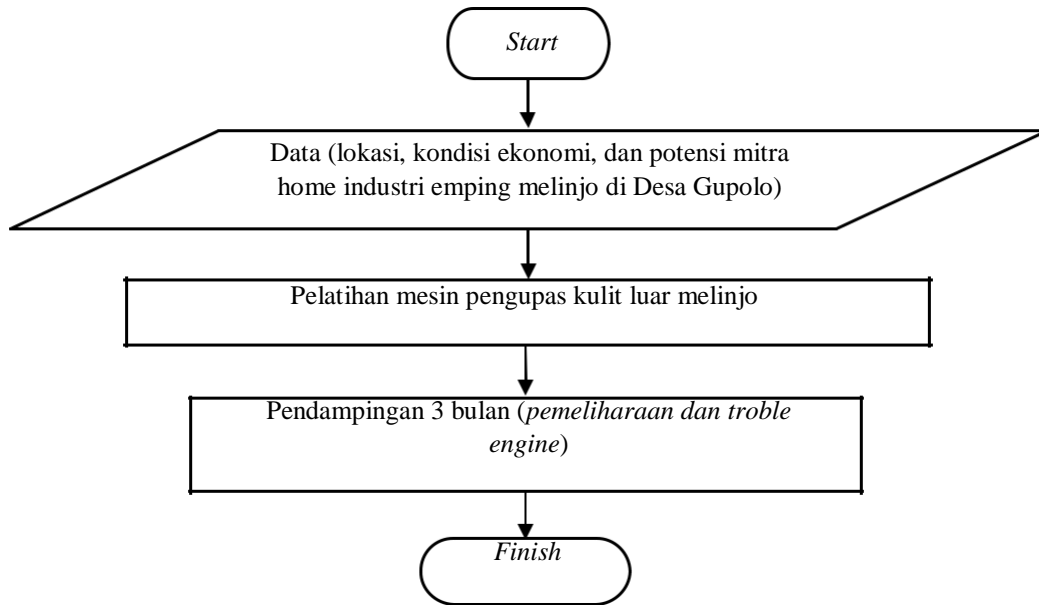 Start
Data (lokasi, kondisi ekonomi, dan potensi mitra
home industri emping melinjo di Desa Gupolo)
Pelatihan mesin pengupas kulit luar melinjo
Pendampingan 3 bulan (pemeliharaan dan troble
engine)
Finish